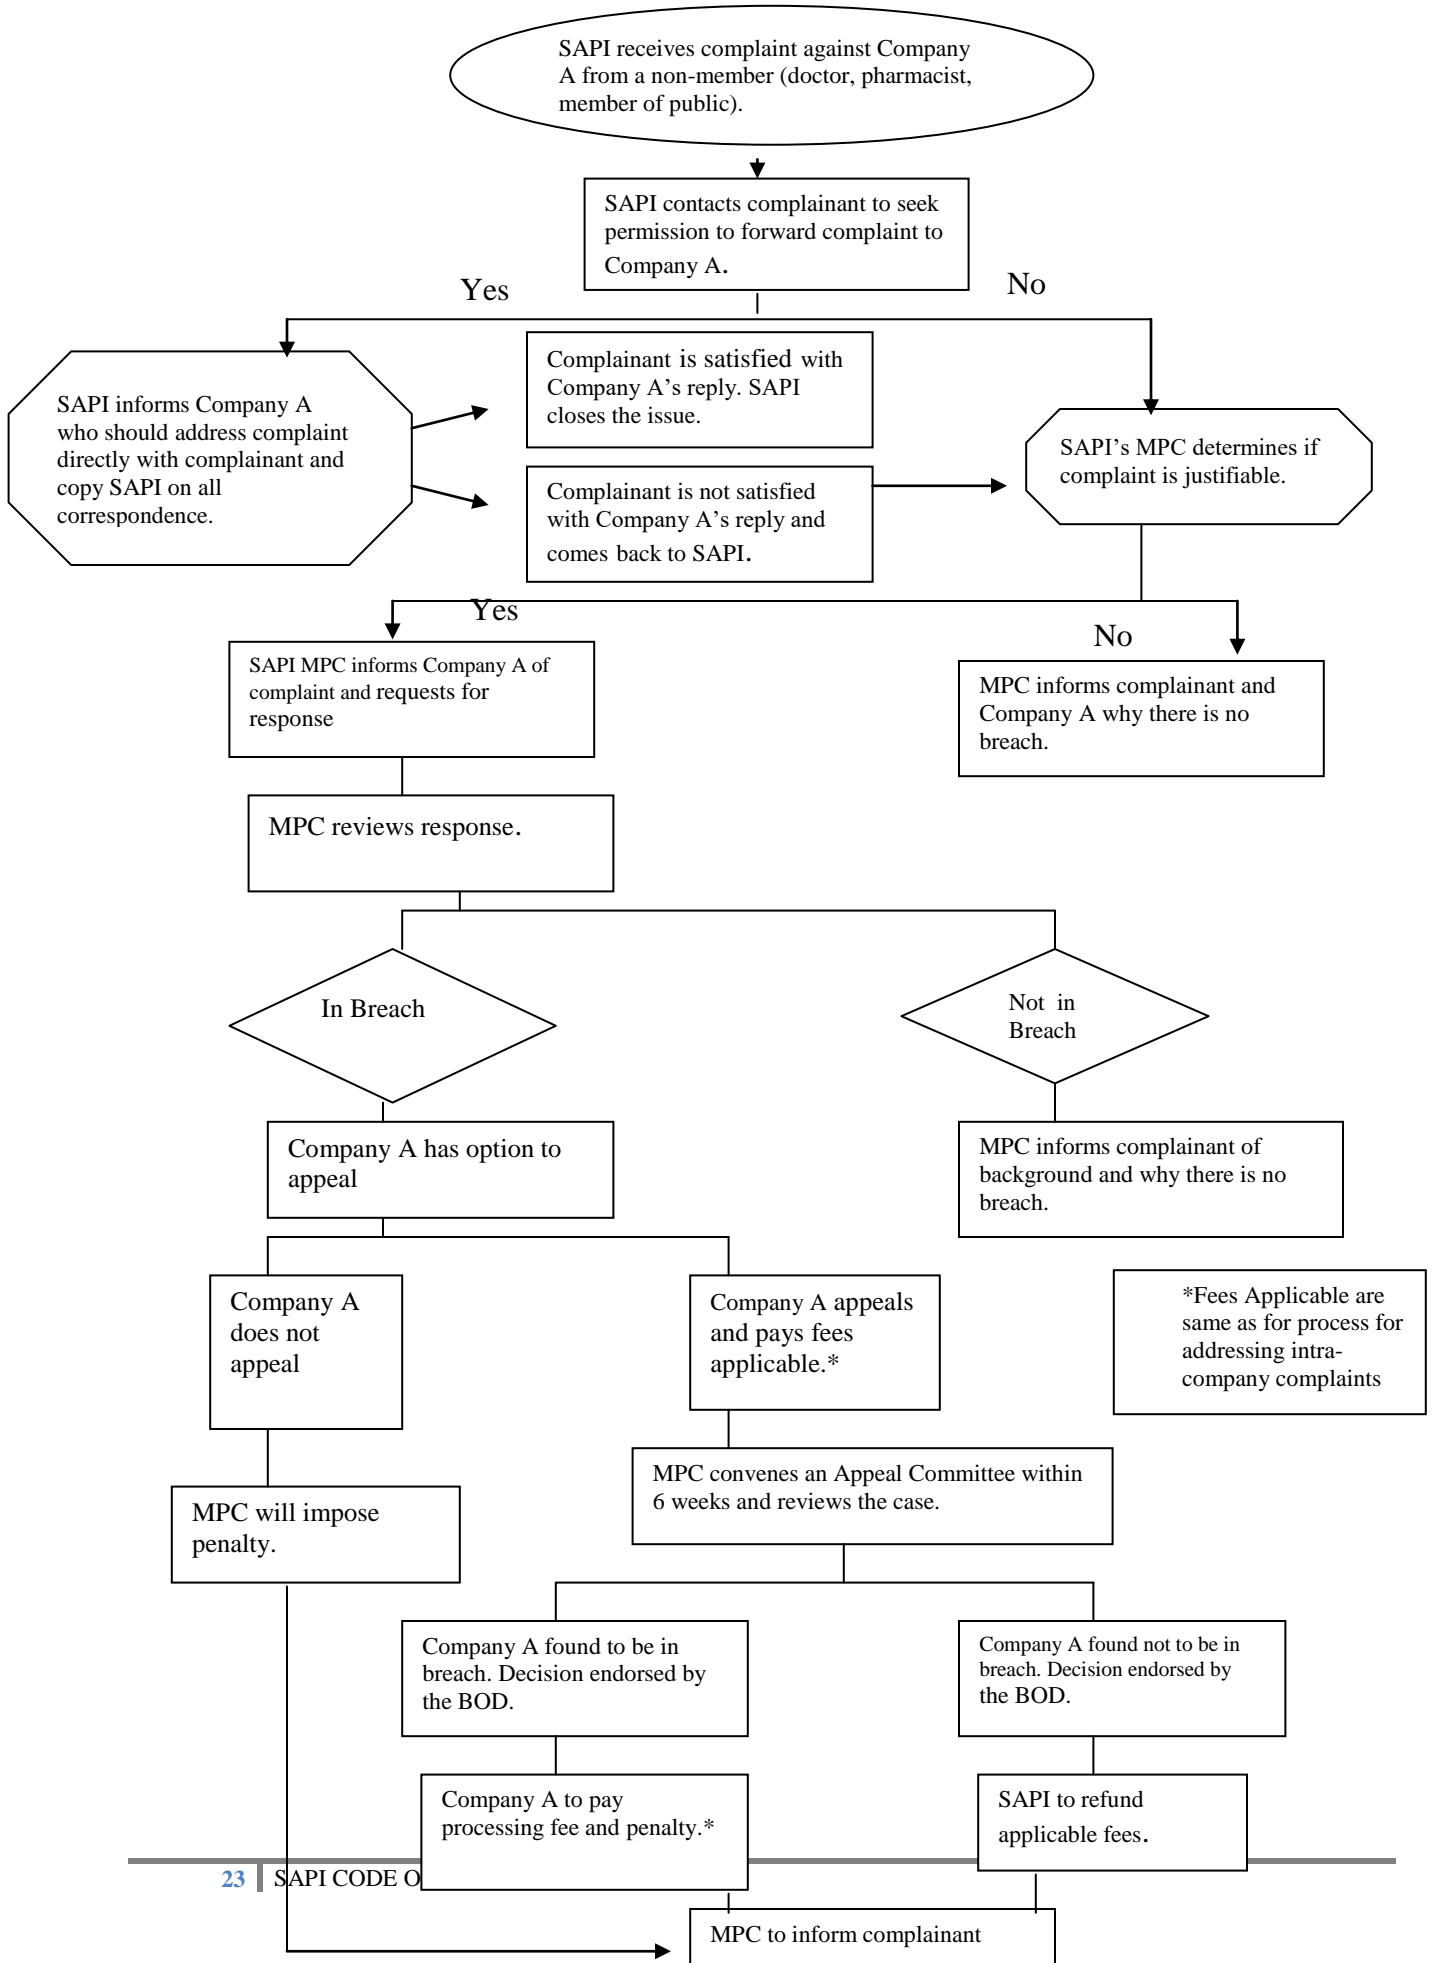 SAPI receives complaint against Company
A from a non-member (doctor, pharmacist,
member of public).
SAPI contacts complainant to seek
permission to forward complaint to
Company A.
Yes
No
SAPI informs Company A
who should address complaint
directly with complainant and
copy SAPI on all
correspondence.
Complainant is satisfied with
Company A’s reply. SAPI
closes the issue.
Complainant is not satisfied
with Company A’s reply and
comes back to SAPI.
SAPI’s MPC determines if
complaint is justifiable.
Yes
No
SAPI MPC informs Company A of
complaint and requests for
response
MPC informs complainant and
Company A why there is no
breach.
MPC reviews response.
In Breach
Not in
Breach
Company A has option to
appeal
MPC informs complainant of
background and why there is no
breach.
Company A
does not
appeal
Company A appeals
and pays fees
applicable.*
*Fees Applicable are
same as for process for
addressing intra-
company complaints
MPC will impose
penalty.
MPC convenes an Appeal Committee within
6 weeks and reviews the case.
Company A found to be in
breach. Decision endorsed by
the BOD.
Company A found not to be in
breach. Decision endorsed by
the BOD.
Company A to pay
processing fee and penalty.*
SAPI to refund
applicable fees.
23 SAPI CODE O
MPC to inform complainant